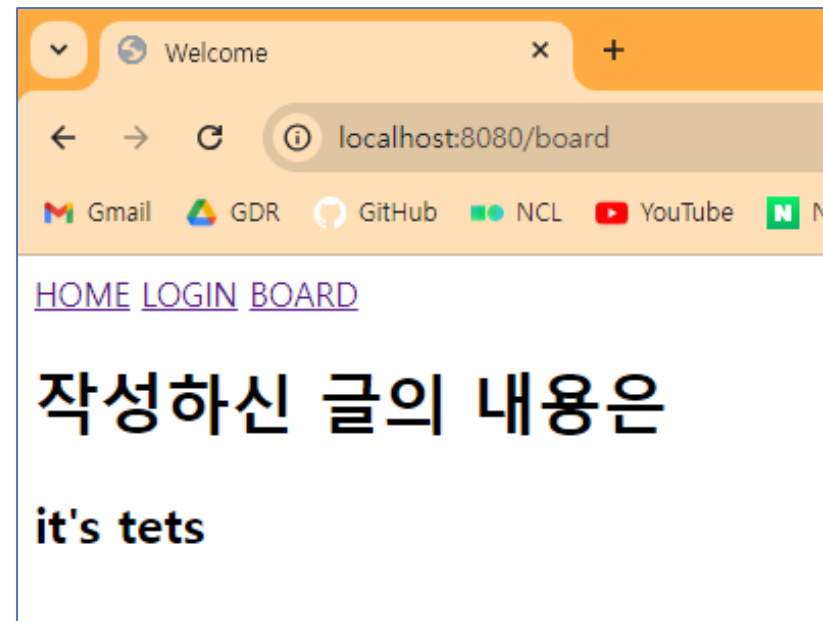 Welcome
localhost:8080/board
Gmail GDR GitHub NCL YouTube N
HOME LOGIN BOARD
작성하신 글의 내용은
it's tets